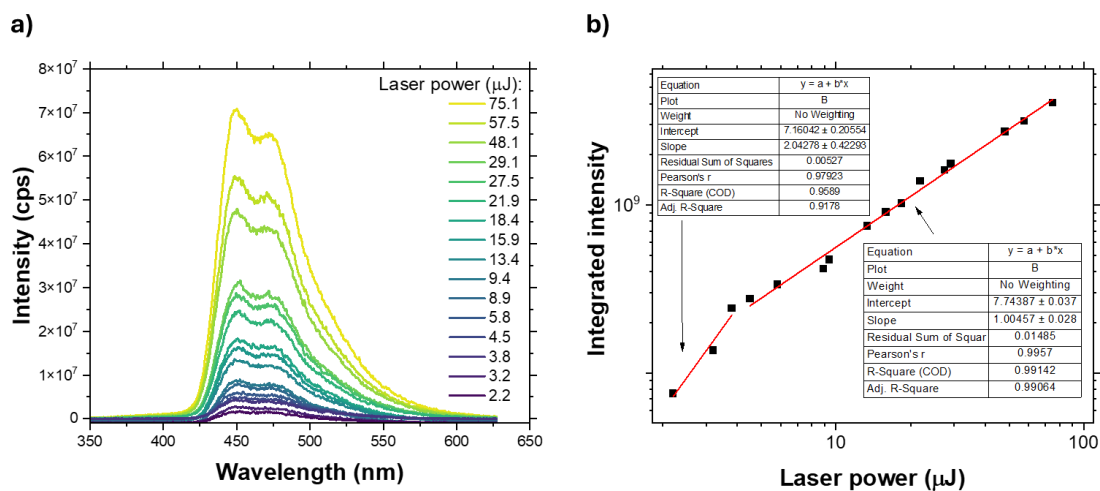 a)
Intensity (cps)
8×10⁷
7×10⁷
6×10⁷
5×10⁷
4×10⁷
3×10⁷
2×10⁷
1×10⁷
0
350 400 450 500 550 600 650
Wavelength (nm)
Laser power (μJ):
75.1
57.5
48.1
29.1
27.5
21.9
18.4
15.9
13.4
9.4
8.9
5.8
4.5
3.8
3.2
2.2
b)
Integrated intensity
10⁹
10 100
Laser power (μJ)
Equation y = a + b*x
Plot B
Weight No Weighting
Intercept 7.16042 ± 0.20554
Slope 2.04278 ± 0.42293
Residual Sum of Squares 0.00527
Pearson's r 0.97923
R-Square (COD) 0.9589
Adj. R-Square 0.9178
Equation y = a + b*x
Plot B
Weight No Weighting
Intercept 7.74387 ± 0.037
Slope 1.00457 ± 0.028
Residual Sum of Squar 0.01485
Pearson's r 0.9957
R-Square (COD) 0.99142
Adj. R-Square 0.99064